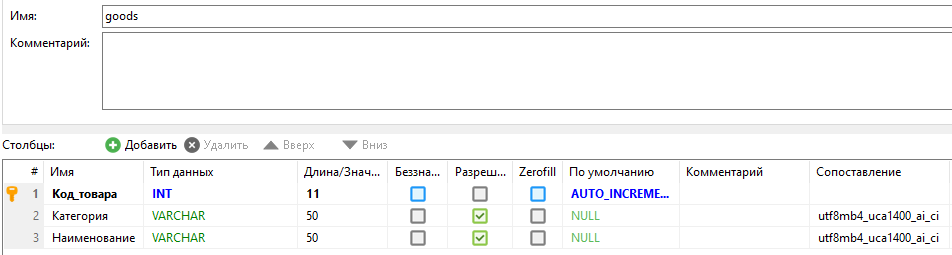 Имя: goods
Комментарий:
Столбцы: Добавить Удалить Вверх Вниз
# Имя Тип данных Длина/Знач... Беззна... Разреш... Zerofill По умолчанию Комментарий Сопоставление
1 Код_товара INT 11 AUTO_INCREME...
2 Категория VARCHAR 50 NULL utf8mb4_uca1400_ai_ci
3 Наименование VARCHAR 50 NULL utf8mb4_uca1400_ai_ci